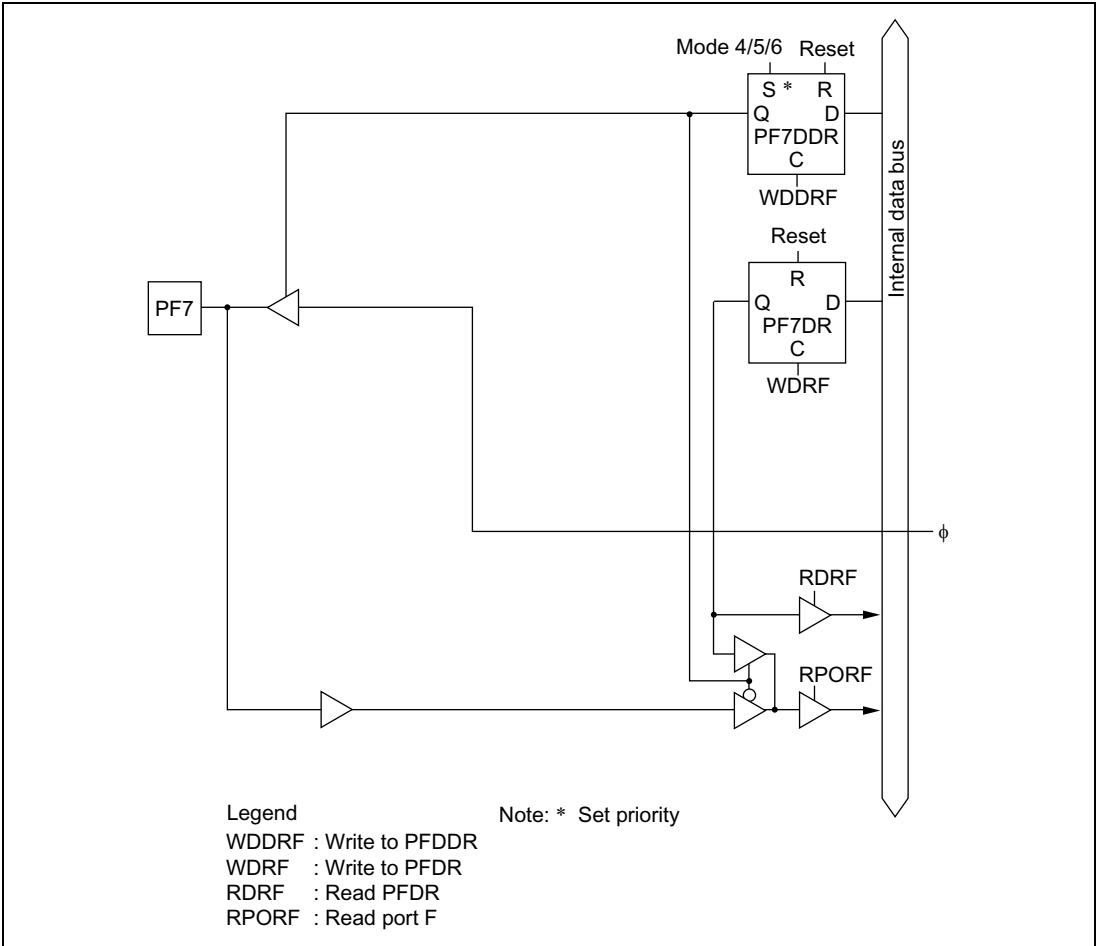 Mode 4/5/6 Reset
S * R
Q D
PF7DDR
C
WDDRF
Internal data bus
Reset
R
Q D
PF7DR
C
WDRF
PF7
ϕ
RDRF
RPORF
Legend
WDDRF : Write to PFDDR
WDRF : Write to PFDR
RDRF : Read PFDR
RPORF : Read port F
Note: * Set priority